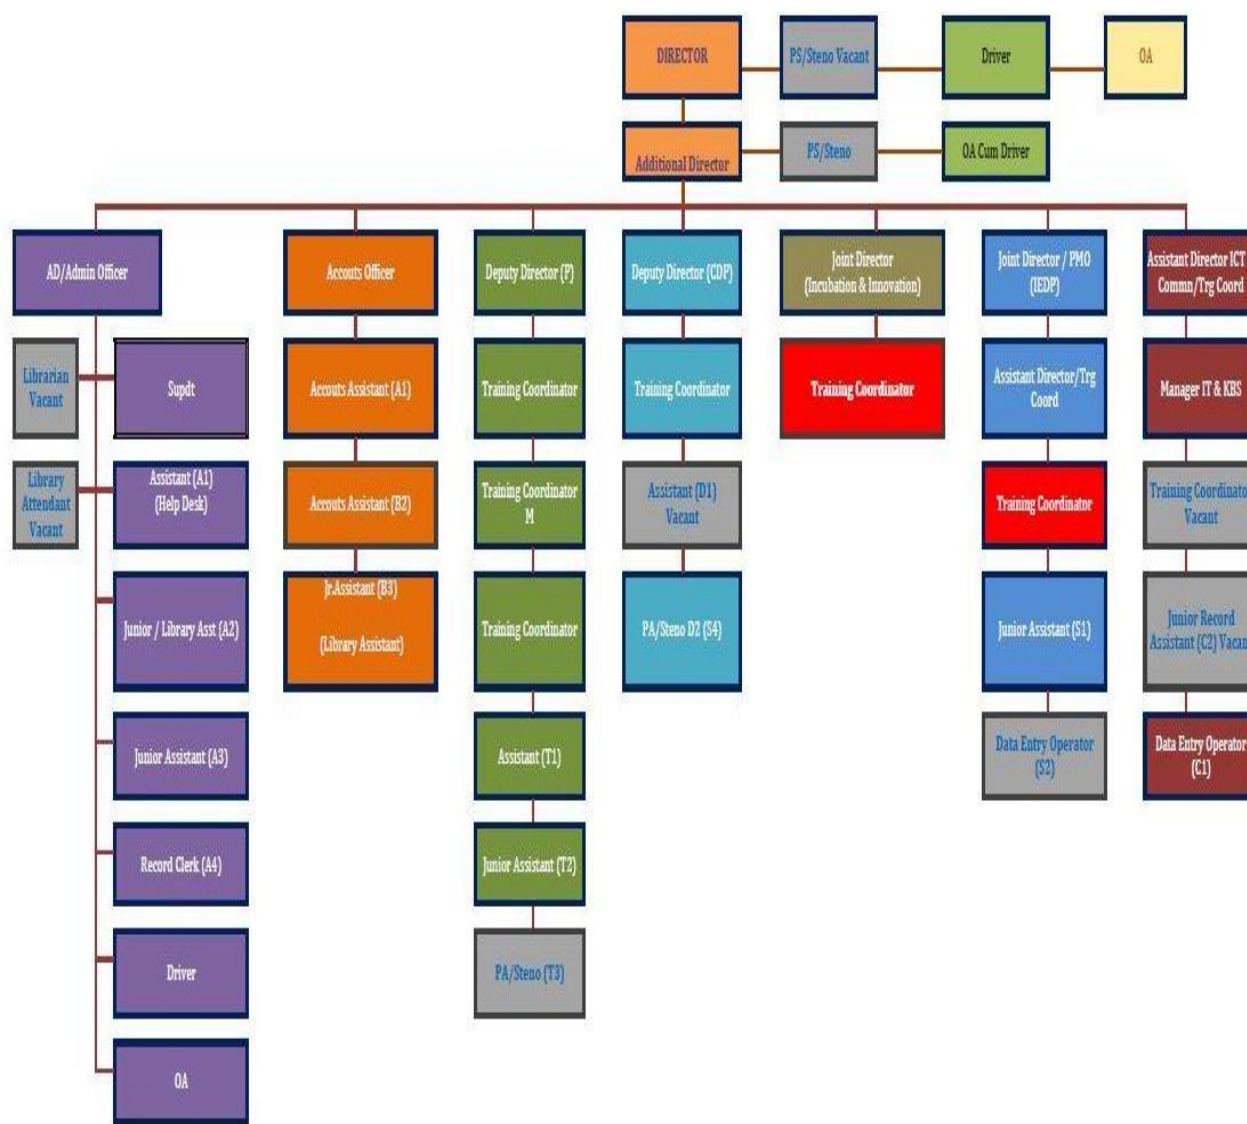 DIRECTOR
PS/Steno Vacant
Driver
OA
Additional Director
PS/Steno
OA Cum Driver
AD/Admin Officer
Accouts Officer
Deputy Director (P)
Deputy Director (CDP)
Joint Director
(Incubation & Innovation)
Joint Director / PMO
(IEDP)
Assistant Director ICT
Commn/Trg Coord
Librarian
Vacant
Supdt
Accouts Assistant (A1)
Training Coordinator
Training Coordinator
Training Coordinator
Assistant Director/Trg
Coord
Manager IT & KBS
Library
Attendant
Vacant
Assistant (A1)
(Help Desk)
Accouts Assistant (B2)
Training Coordinator
M
Assistant (D1)
Vacant
Training Coordinator
Training Coordinato
Vacant
Junior / Library Asst (A2)
Jr.Assistant (B3)
(Library Assistant)
Training Coordinator
PA/Steno D2 (S4)
Junior Assistant (S1)
Junior Record
Assistant (C2) Vacan
Junior Assistant (A3)
Assistant (T1)
Data Entry Operator
(S2)
Data Entry Operator
(C1)
Record Clerk (A4)
Junior Assistant (T2)
Driver
PA/Steno (T3)
OA